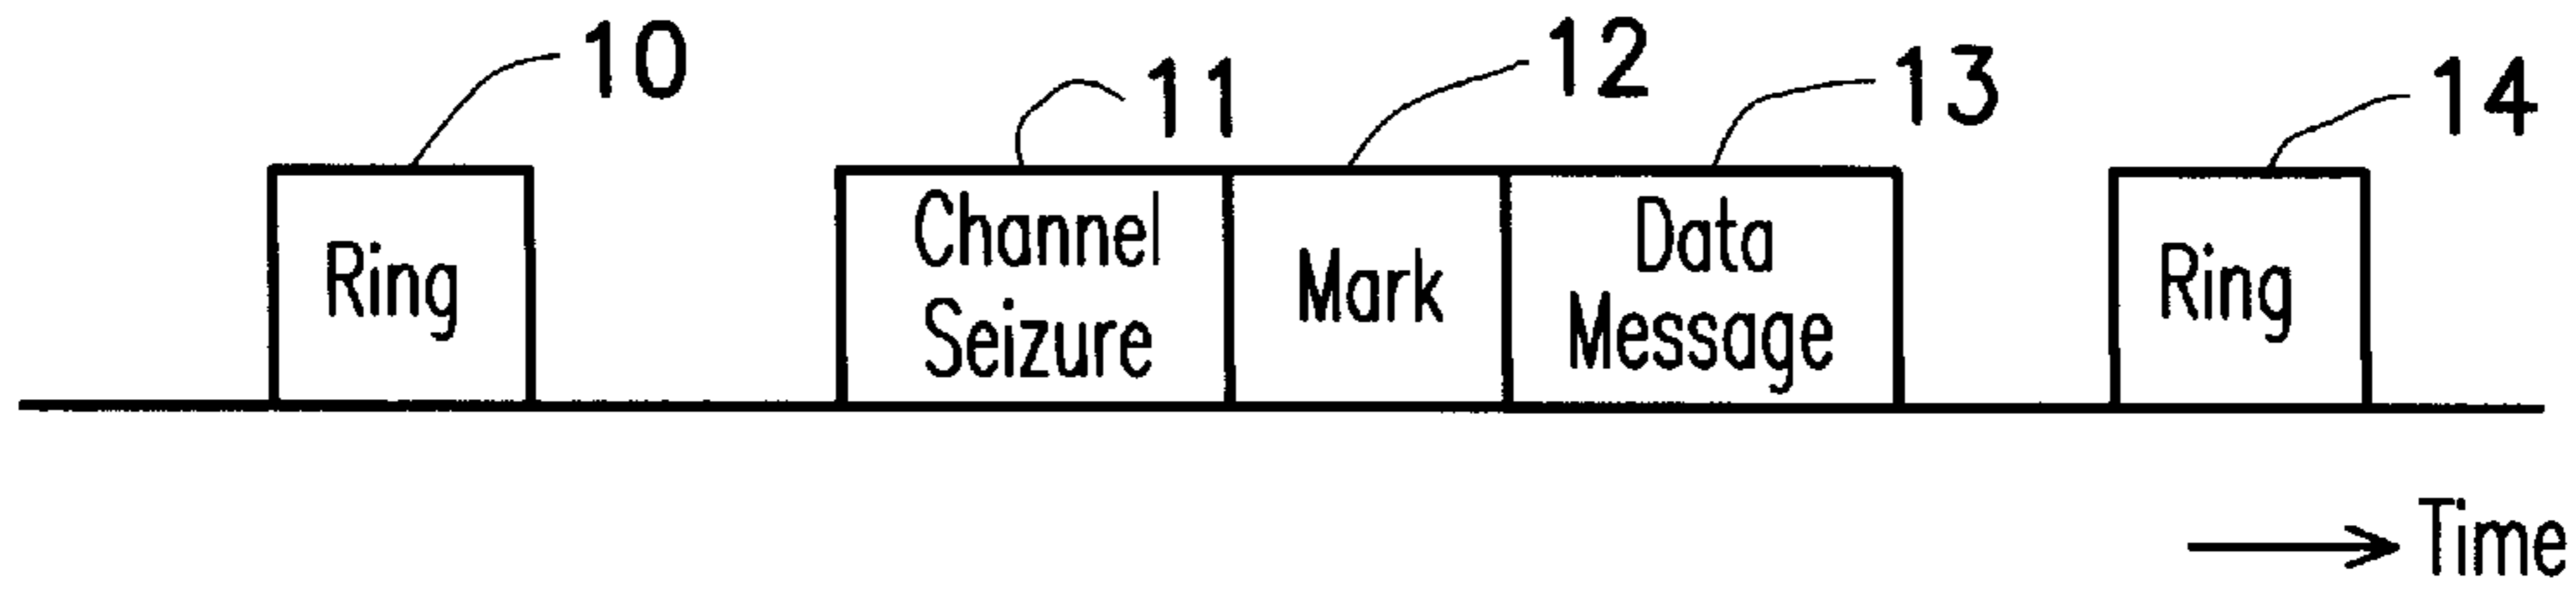 10
11
12
13
14
Ring
Channel
Seizure
Mark
Data
Message
Ring
Time